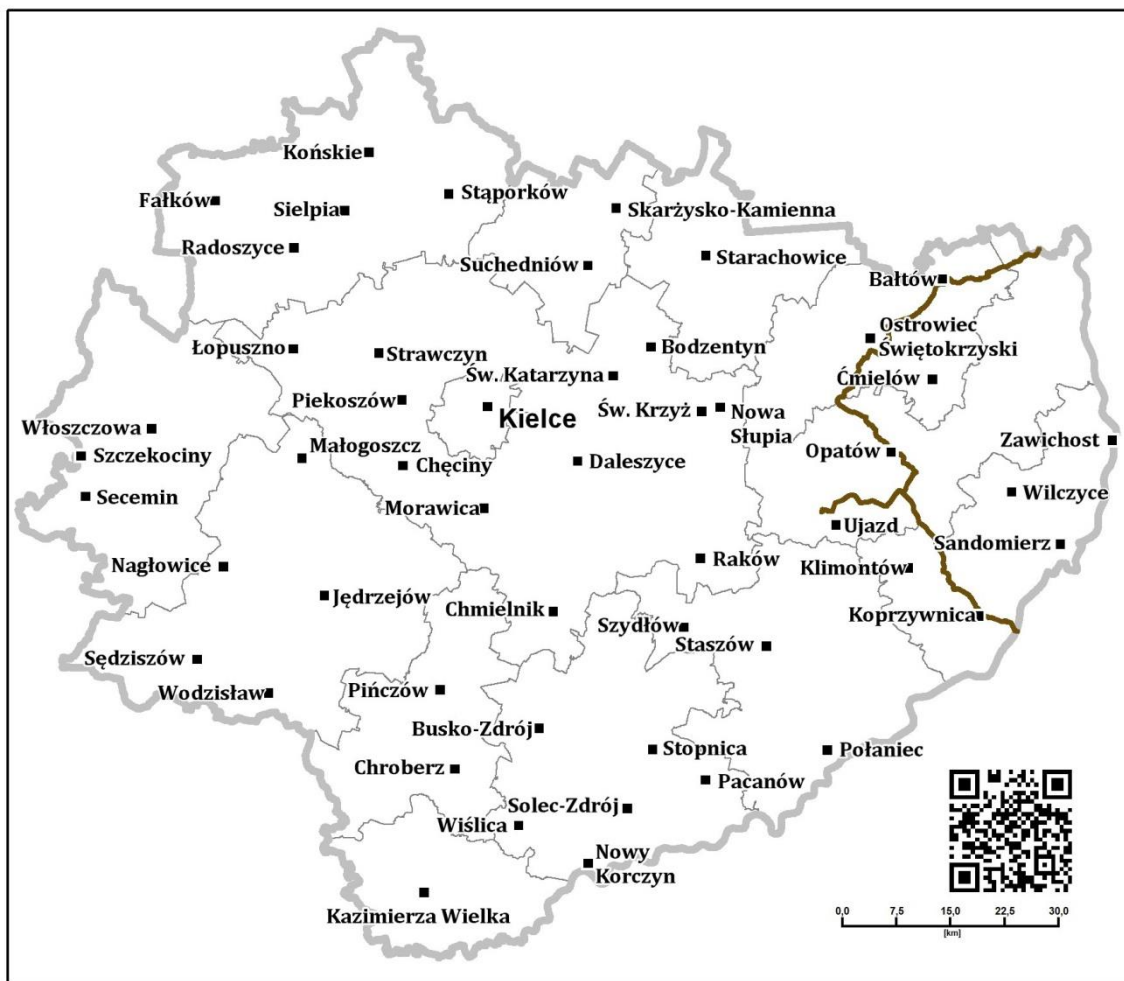 Końskie
Fałków
Sielpia
Stąporków
Skarżysko-Kamienna
Radoszyce
Suchedniów
Starachowice
Bałtów
Łopuszno
Strawczyn
Bodzentyn
Ostrowiec
Świętokrzyski
Św. Katarzyna
Ćmielów
Piekoszów
Kielce
Św. Krzyż
Nowa
Słupia
Włoszczowa
Małogoszcz
Zawichost
Szczekociny
Chęciny
Daleszyce
Opatów
Secemin
Morawica
Wilczyce
Ujazd
Sandomierz
Nagłowice
Raków
Klimontów
Jędrzejów
Chmielnik
Szydłów
Koprzywnica
Staszów
Sędziszów
Wodzisław
Pińczów
Busko-Zdrój
Stopnica
Połaniec
Chroberz
Pacanów
Solec-Zdrój
Wiślica
Nowy
Korczyn
Kazimierza Wielka
0,0 7,5 15,0 22,5 30,0
[km]